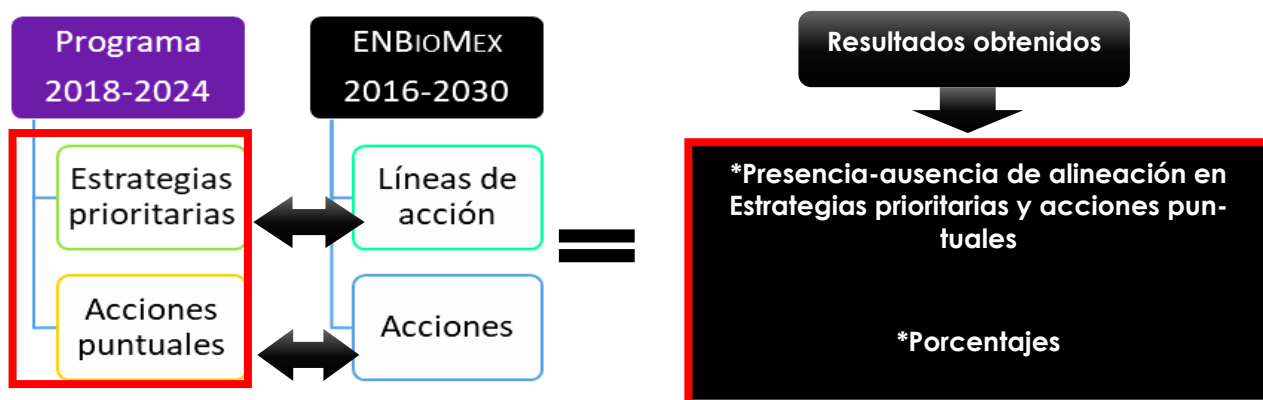 Programa
2018-2024
ENBIOMEX
2016-2030
Estrategias
prioritarias
Líneas de
acción
Acciones
puntuales
Acciones
Resultados obtenidos
*Presencia-ausencia de alineación en
Estrategias prioritarias y acciones pun-
tuales
*Porcentajes